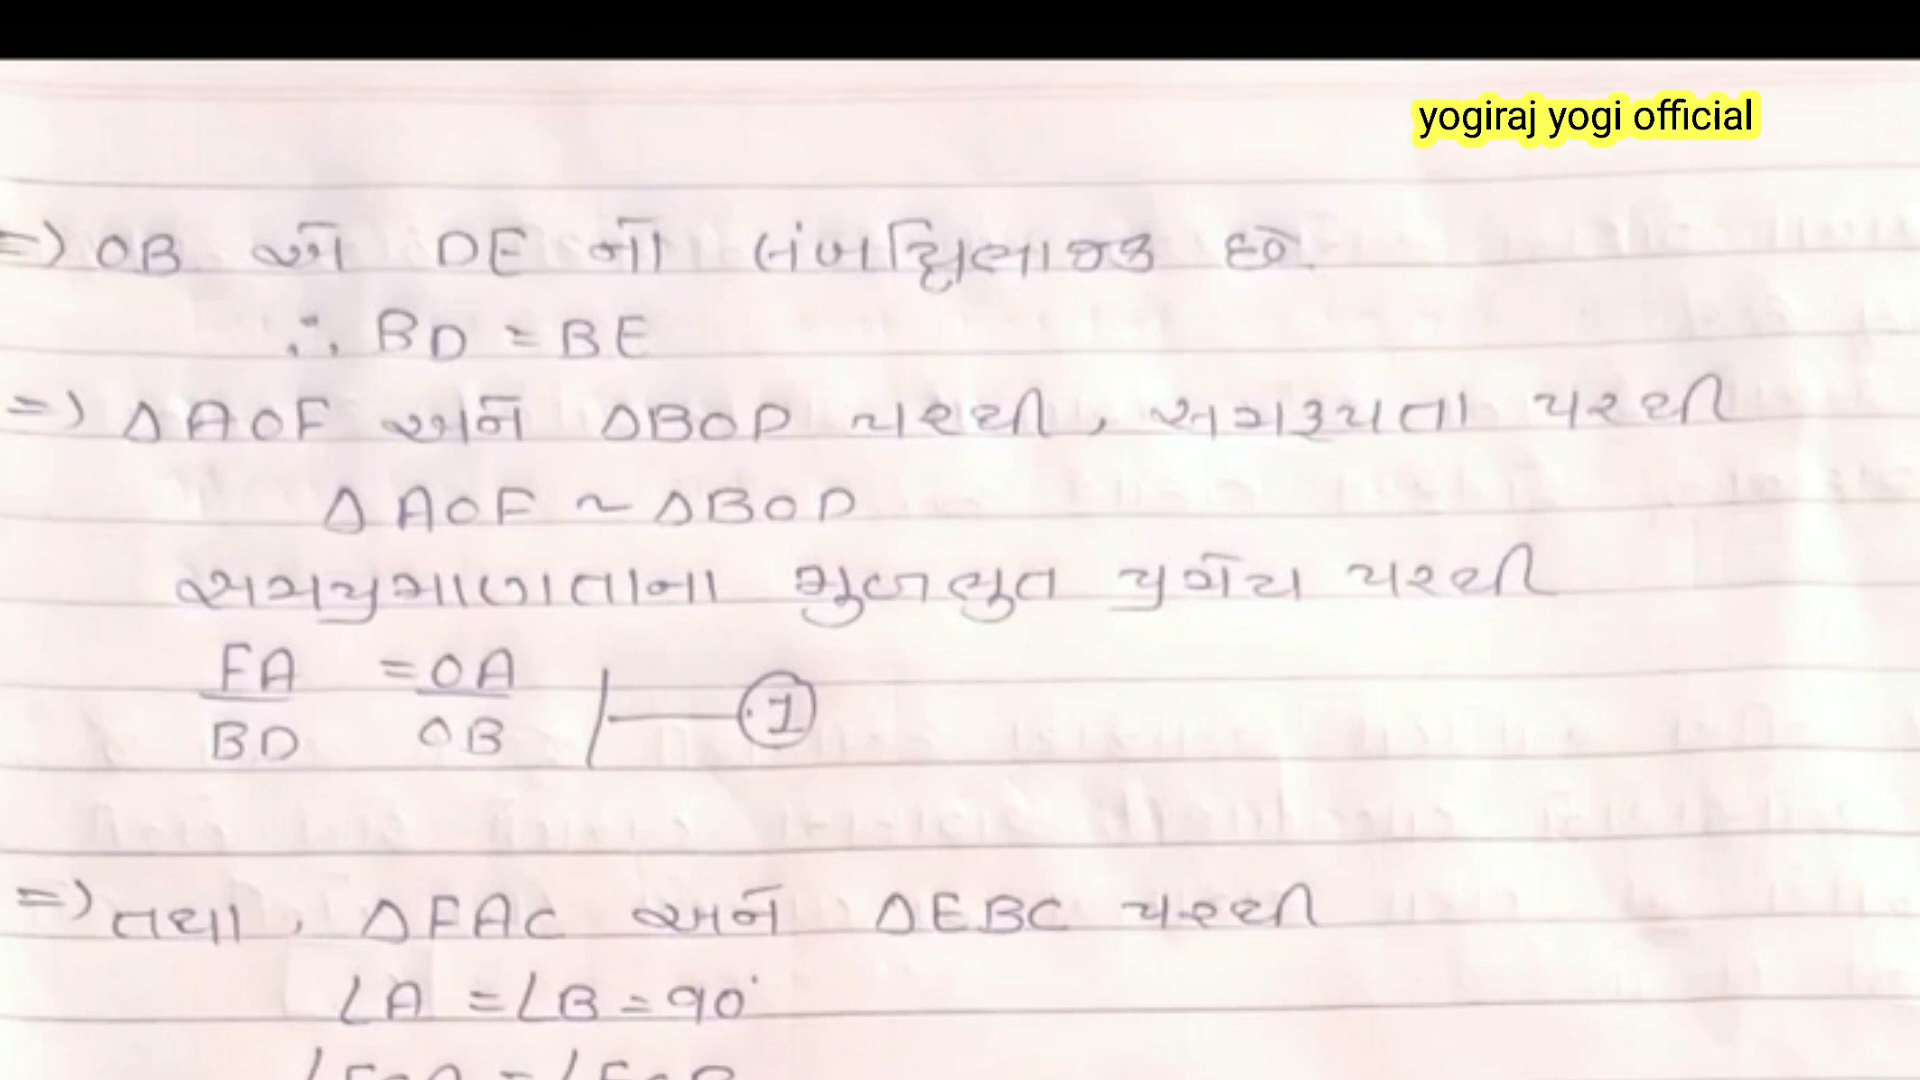 yogiraj yogi official
=) OB એ DE નો લંબદ્વિભાજક છે.
∴ BD = BE
=) ΔAOF અને ΔBOD પરથી, સમરૂપતા પરથી
ΔAOF ~ ΔBOD
સમપ્રમાણતાના મુળભુત પ્રમેય પરથી
FA = OA
BD OB 1
=) તથા, ΔFAC અને ΔEBC પરથી
∠A = ∠B = 90°